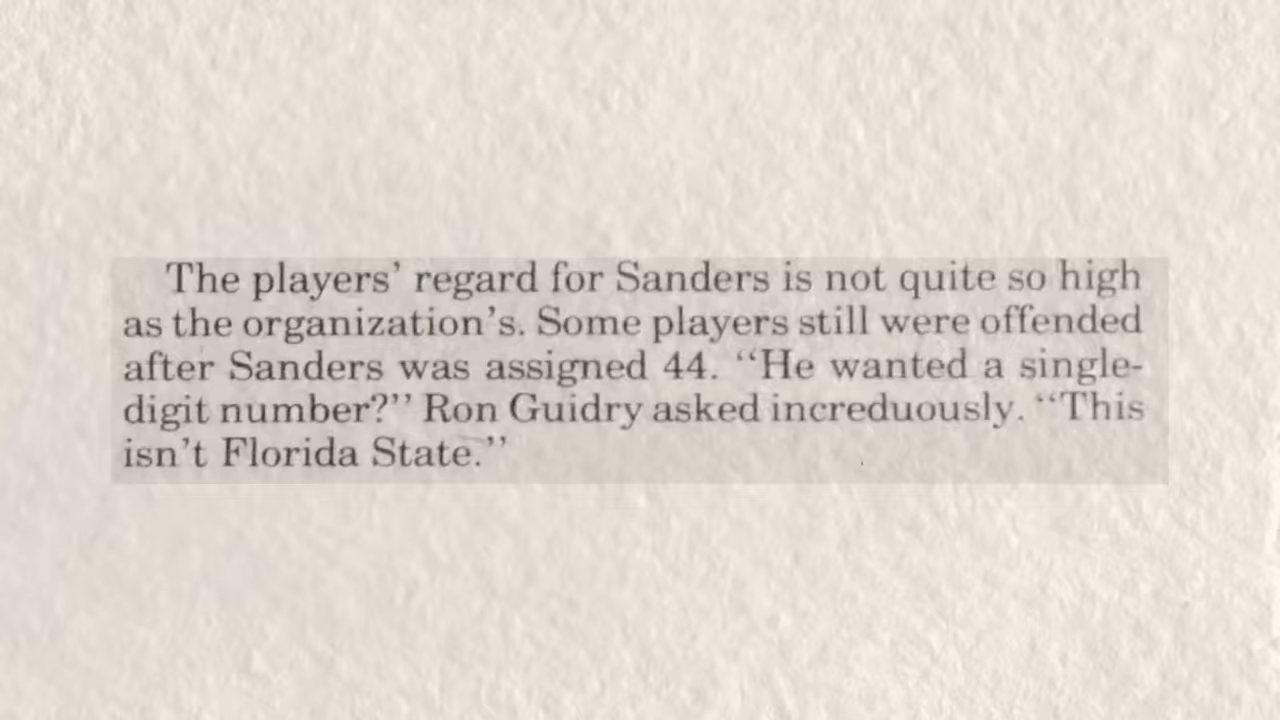 The players’ regard for Sanders is not quite so high
as the organization’s. Some players still were offended
after Sanders was assigned 44. “He wanted a single-
digit number?” Ron Guidry asked increduously. “This
isn’t Florida State.”